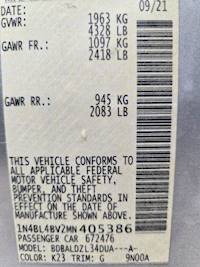 09/21
GVWR: 1963 KG
4328 LB
GAWR FR.: 1097 KG
2418 LB
GAWR RR.: 945 KG
2083 LB
THIS VEHICLE CONFORMS TO
ALL APPLICABLE FEDERAL
MOTOR VEHICLE SAFETY,
BUMPER, AND THEFT
PREVENTION STANDARDS
IN EFFECT ON THE DATE OF
MANUFACTURE SHOWN ABOVE.
1N4BL4BV2MN405386
PASSENGER CAR 672476
MODEL: BDBALDZL34DUA---A-
COLOR: K23 TRIM: G 9N00A